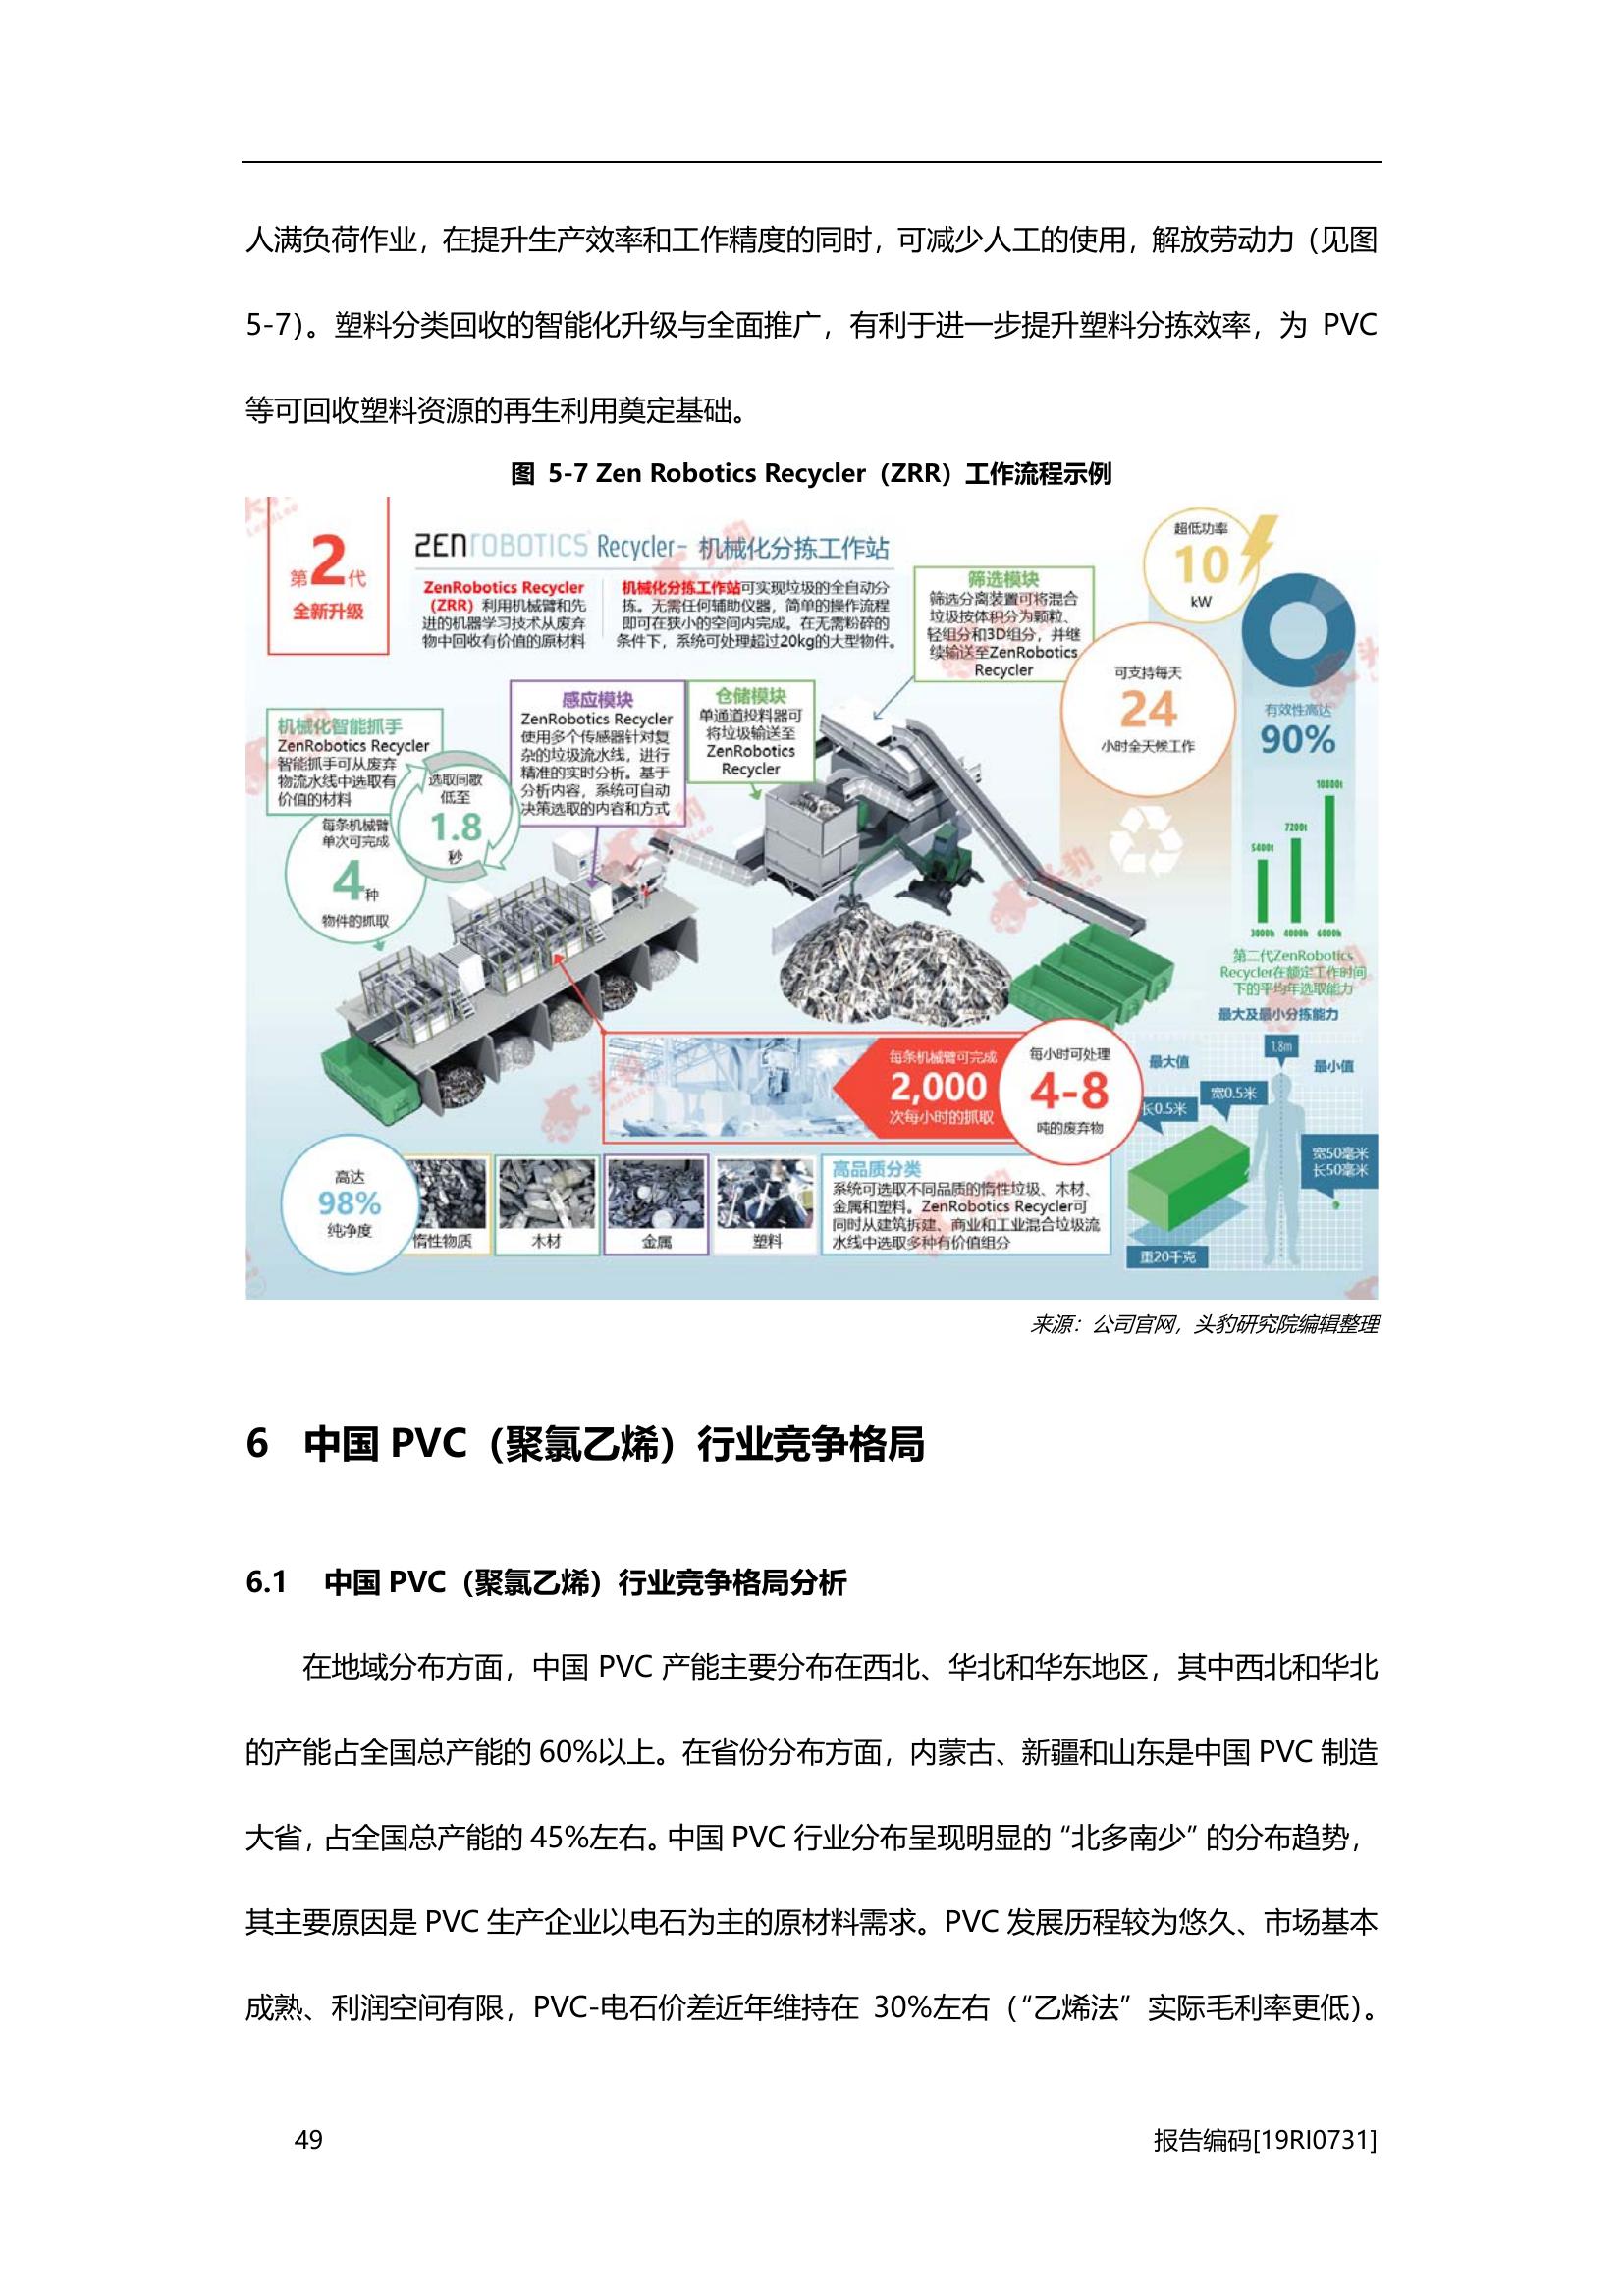 人满负荷作业，在提升生产效率和工作精度的同时，可减少人工的使用，解放劳动力（见图
5-7）。塑料分类回收的智能化升级与全面推广，有利于进一步提升塑料分拣效率，为 PVC
等可回收塑料资源的再生利用奠定基础。
图 5-7 Zen Robotics Recycler（ZRR）工作流程示例
第2代
全新升级
ZENROBOTICS Recycler- 机械化分拣工作站
ZenRobotics Recycler
（ZRR）利用机械臂和先
进的机器学习技术从废弃
物中回收有价值的原材料
机械化分拣工作站可实现垃圾的全自动分
拣。无需任何辅助仪器，简单的操作流程
即可在狭小的空间内完成。在无需粉碎的
条件下，系统可处理超过20kg的大型物件。
筛选模块
筛选分离装置可将混合
垃圾按体积分为颗粒、
轻组分和3D组分，并继
续输送至ZenRobotics
Recycler
超低功率
10
kW
可支持每天
24
小时全天候工作
有效性高达
90%
机械化智能抓手
ZenRobotics Recycler
智能抓手可从废弃
物流水线中选取有
价值的材料
选取间歇
低至
1.8
秒
每条机械臂
单次可完成
4种
物件的抓取
感应模块
ZenRobotics Recycler
使用多个传感器针对复
杂的垃圾流水线，进行
精准的实时分析。基于
分析内容，系统可自动
决策选取的内容和方式
仓储模块
单通道投料器可
将垃圾输送至
ZenRobotics
Recycler
5400t
7200t
10800t
3000h 4000h 6000h
第二代ZenRobotics
Recycler在额定工作时间
下的平均年选取能力
最大及最小分拣能力
1.8m
最大值
最小值
宽0.5米
长0.5米
宽50毫米
长50毫米
重20千克
每条机械臂可完成
2,000
次每小时的抓取
每小时可处理
4-8
吨的废弃物
高达
98%
纯净度
惰性物质
木材
金属
塑料
高品质分类
系统可选取不同品质的惰性垃圾、木材、
金属和塑料。ZenRobotics Recycler可
同时从建筑拆建、商业和工业混合垃圾流
水线中选取多种有价值组分
来源：公司官网，头豹研究院编辑整理
6 中国 PVC（聚氯乙烯）行业竞争格局
6.1 中国 PVC（聚氯乙烯）行业竞争格局分析
在地域分布方面，中国 PVC 产能主要分布在西北、华北和华东地区，其中西北和华北
的产能占全国总产能的 60%以上。在省份分布方面，内蒙古、新疆和山东是中国 PVC 制造
大省，占全国总产能的 45%左右。中国 PVC 行业分布呈现明显的“北多南少”的分布趋势，
其主要原因是 PVC 生产企业以电石为主的原材料需求。PVC 发展历程较为悠久、市场基本
成熟、利润空间有限，PVC-电石价差近年维持在 30%左右（“乙烯法”实际毛利率更低）。
49
报告编码[19RI0731]